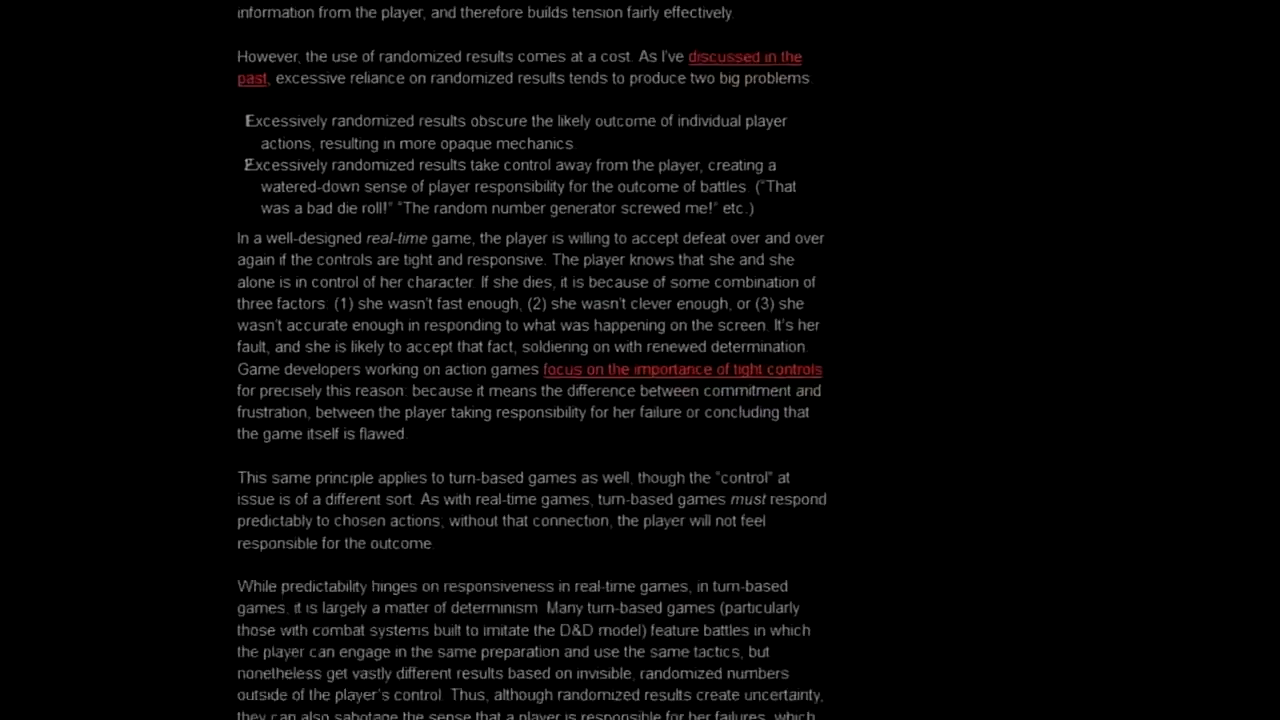 information from the player, and therefore builds tension fairly effectively.
However, the use of randomized results comes at a cost. As I've discussed in the
past, excessive reliance on randomized results tends to produce two big problems:
Excessively randomized results obscure the likely outcome of individual player
actions, resulting in more opaque mechanics.
Excessively randomized results take control away from the player, creating a
watered-down sense of player responsibility for the outcome of battles. ("That
was a bad die roll!" "The random number generator screwed me!" etc.)
In a well-designed real-time game, the player is willing to accept defeat over and over
again if the controls are tight and responsive. The player knows that she and she
alone is in control of her character. If she dies, it is because of some combination of
three factors: (1) she wasn't fast enough, (2) she wasn't clever enough, or (3) she
wasn't accurate enough in responding to what was happening on the screen. It's her
fault, and she is likely to accept that fact, soldiering on with renewed determination.
Game developers working on action games focus on the importance of tight controls
for precisely this reason: because it means the difference between commitment and
frustration, between the player taking responsibility for her failure or concluding that
the game itself is flawed.
This same principle applies to turn-based games as well, though the "control" at
issue is of a different sort. As with real-time games, turn-based games must respond
predictably to chosen actions; without that connection, the player will not feel
responsible for the outcome.
While predictability hinges on responsiveness in real-time games, in turn-based
games, it is largely a matter of determinism. Many turn-based games (particularly
those with combat systems built to imitate the D&D model) feature battles in which
the player can engage in the same preparation and use the same tactics, but
nonetheless get vastly different results based on invisible, randomized numbers
outside of the player's control. Thus, although randomized results create uncertainty,
they can also sabotage the sense that a player is responsible for her failures, which